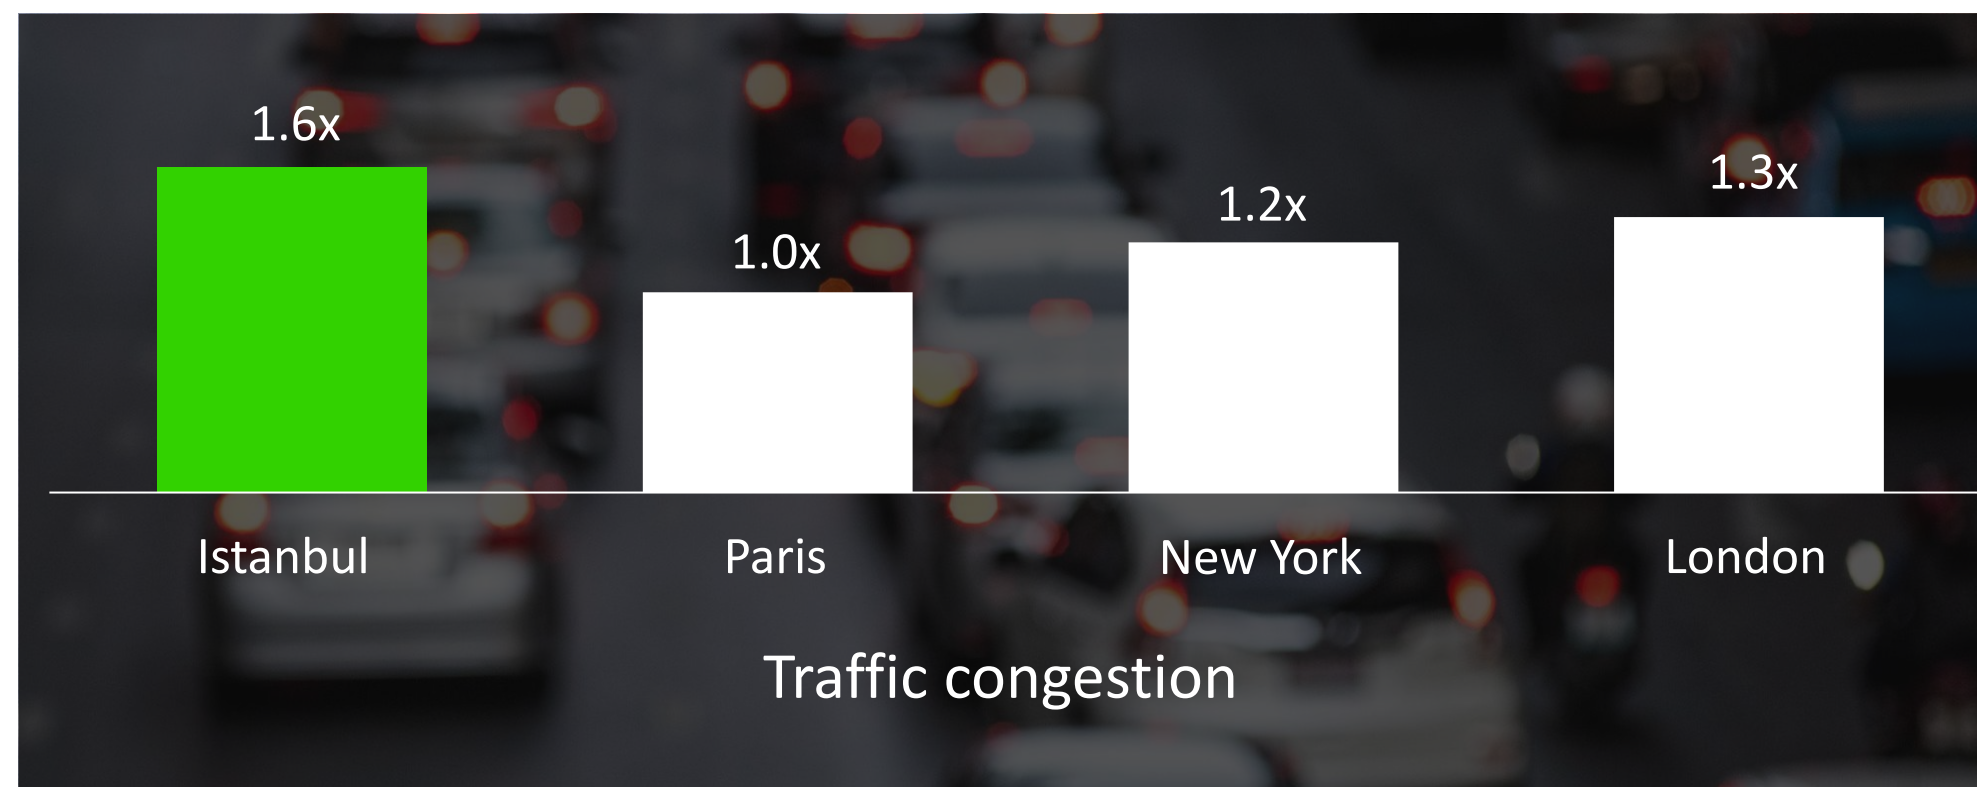 1.6x
1.0x
1.2x
1.3x
Istanbul
Paris
New York
London
Traffic congestion